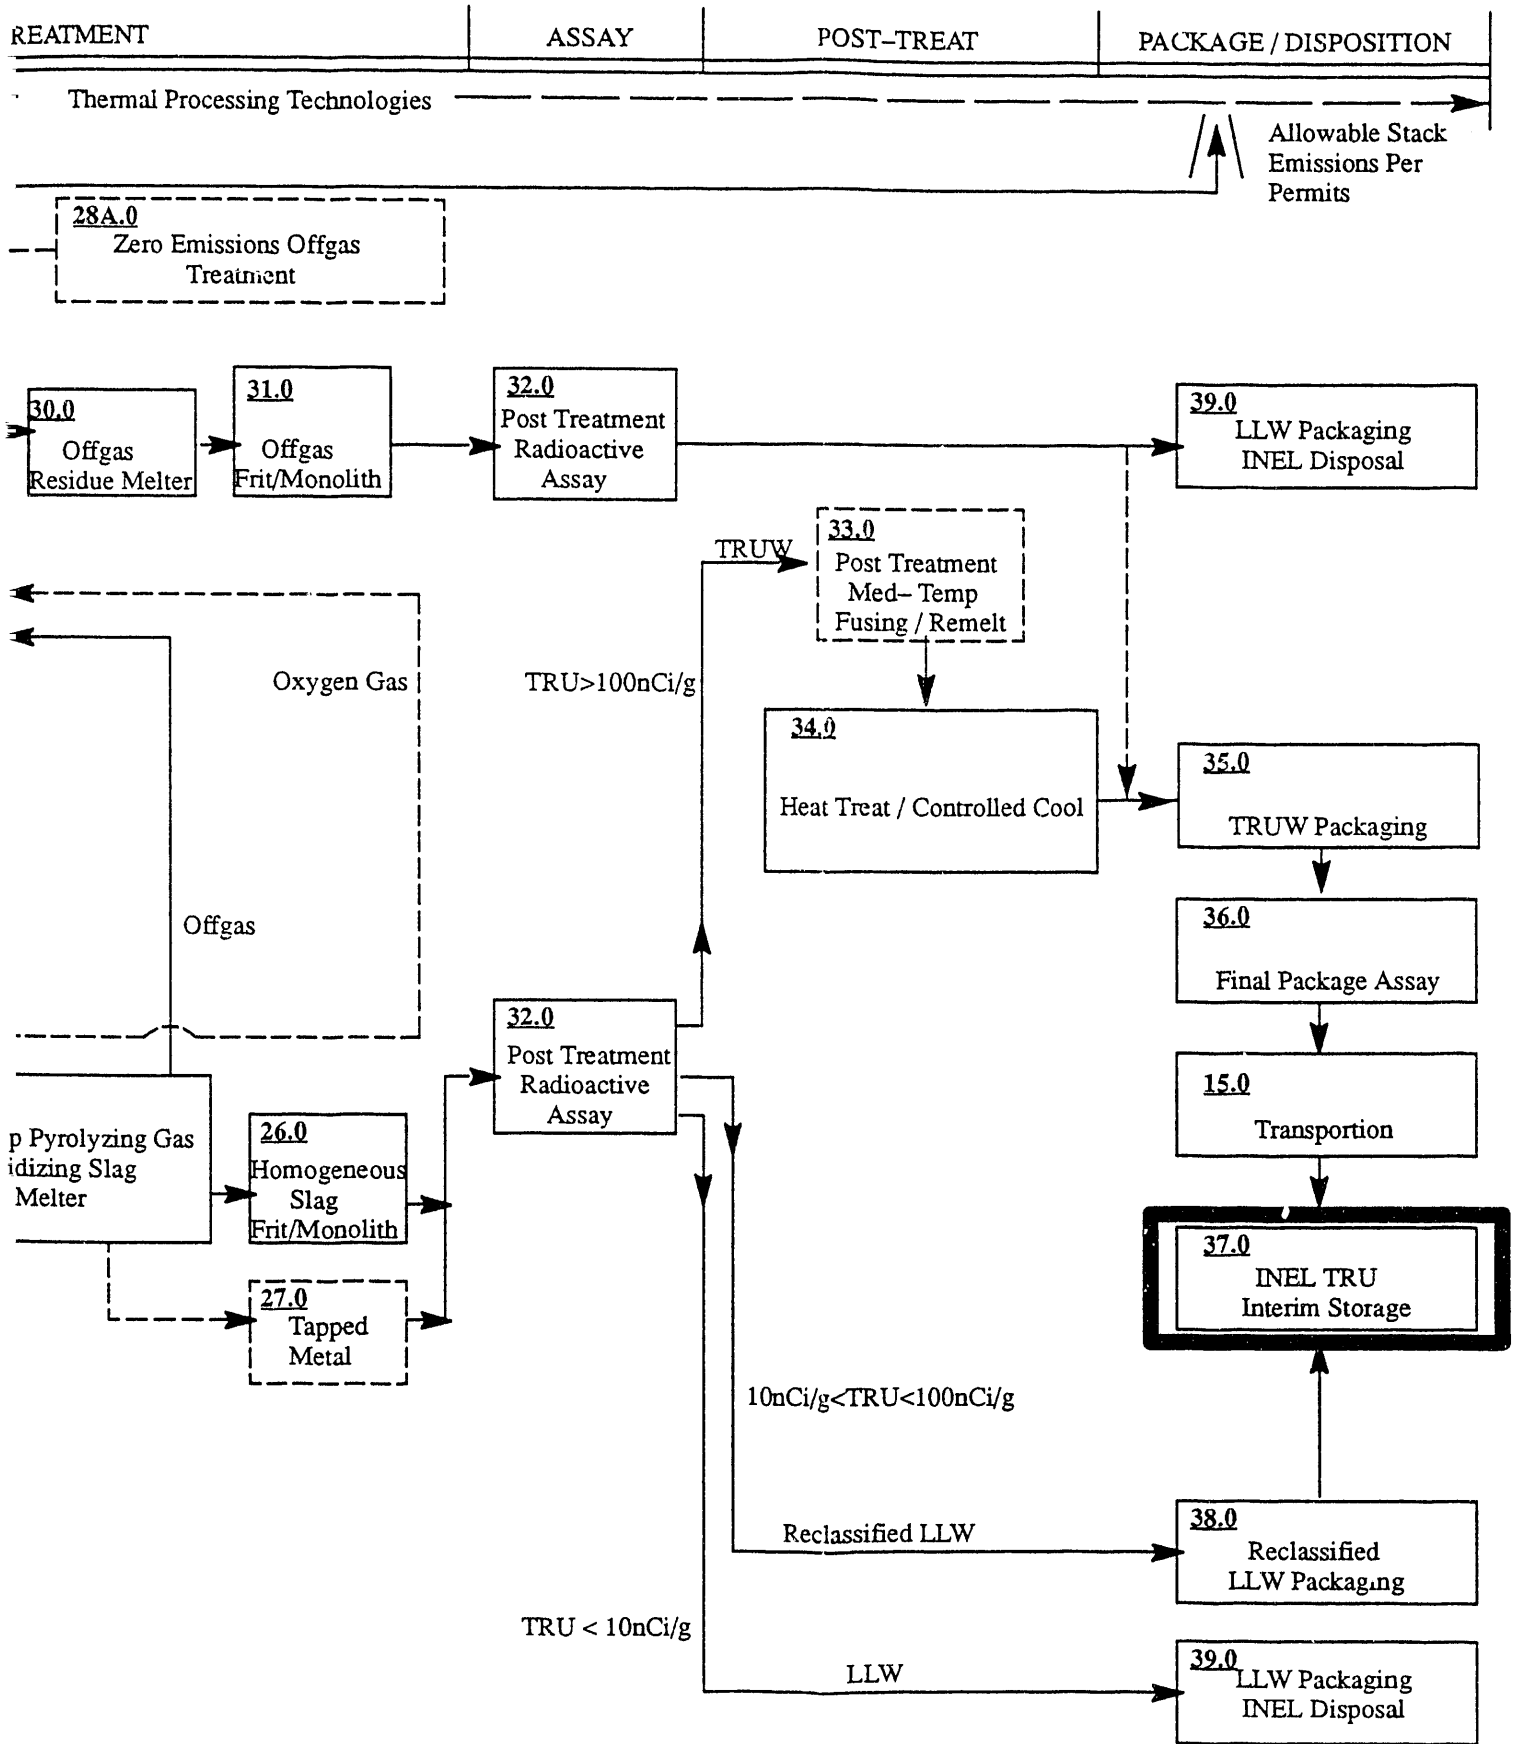 REATMENT
ASSAY
POST–TREAT
PACKAGE / DISPOSITION
Thermal Processing Technologies
Allowable Stack
Emissions Per
Permits
28A.0
Zero Emissions Offgas
Treatment
30.0
Offgas
Residue Melter
31.0
Offgas
Frit/Monolith
32.0
Post Treatment
Radioactive
Assay
39.0
LLW Packaging
INEL Disposal
TRUW
33.0
Post Treatment
Med– Temp
Fusing / Remelt
Oxygen Gas
TRU>100nCi/g
34.0
Heat Treat / Controlled Cool
35.0
TRUW Packaging
Offgas
36.0
Final Package Assay
32.0
Post Treatment
Radioactive
Assay
15.0
Transportion
p Pyrolyzing Gas
idizing Slag
Melter
26.0
Homogeneous
Slag
Frit/Monolith
37.0
INEL TRU
Interim Storage
27.0
Tapped
Metal
10nCi/g<TRU<100nCi/g
Reclassified LLW
38.0
Reclassified
LLW Packaging
TRU < 10nCi/g
LLW
39.0
LLW Packaging
INEL Disposal